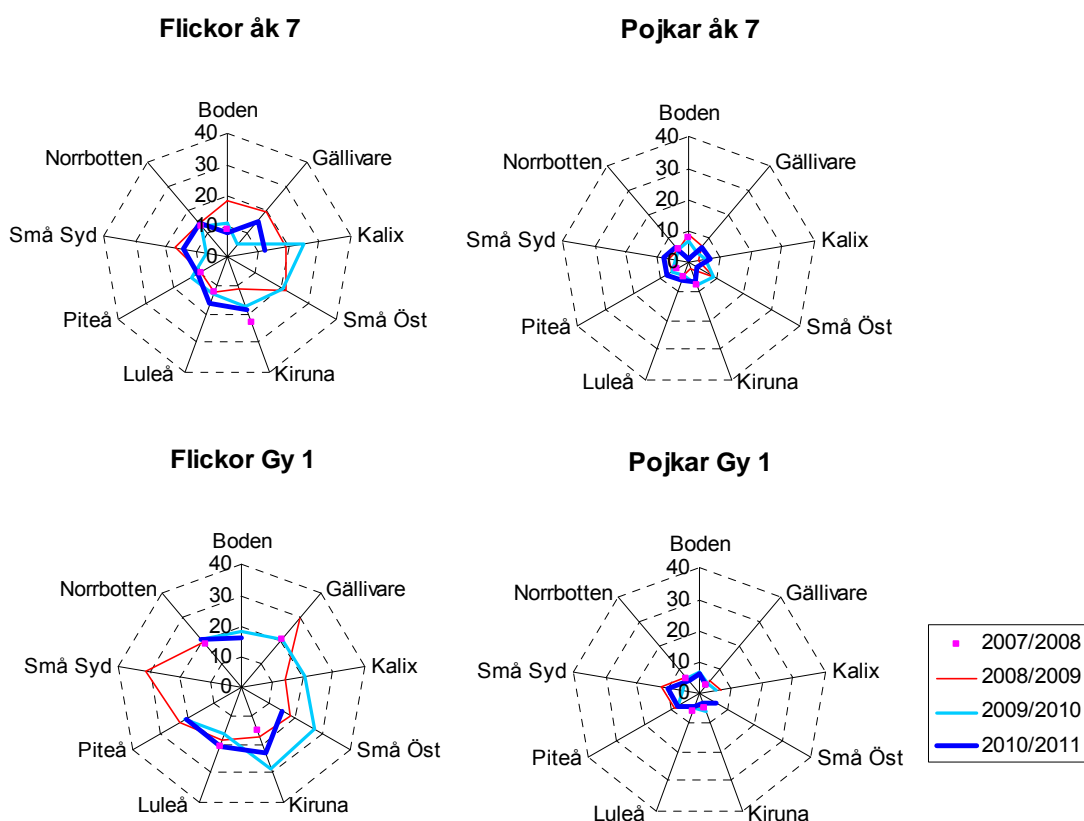 Flickor åk 7
Boden
40
Gällivare
Norrbotten
30
20
Små Syd
Kalix
10
0
Piteå
Små Öst
Luleå
Kiruna
Pojkar åk 7
Boden
40
Norrbotten
Gällivare
30
20
Små Syd
Kalix
10
0
Piteå
Små Öst
Luleå
Kiruna
Flickor Gy 1
Boden
40
Norrbotten
Gällivare
30
20
Små Syd
Kalix
10
0
Piteå
Små Öst
Luleå
Kiruna
Pojkar Gy 1
Boden
40
Norrbotten
Gällivare
30
20
Små Syd
Kalix
10
0
Piteå
Små Öst
Luleå
Kiruna
2007/2008
2008/2009
2009/2010
2010/2011